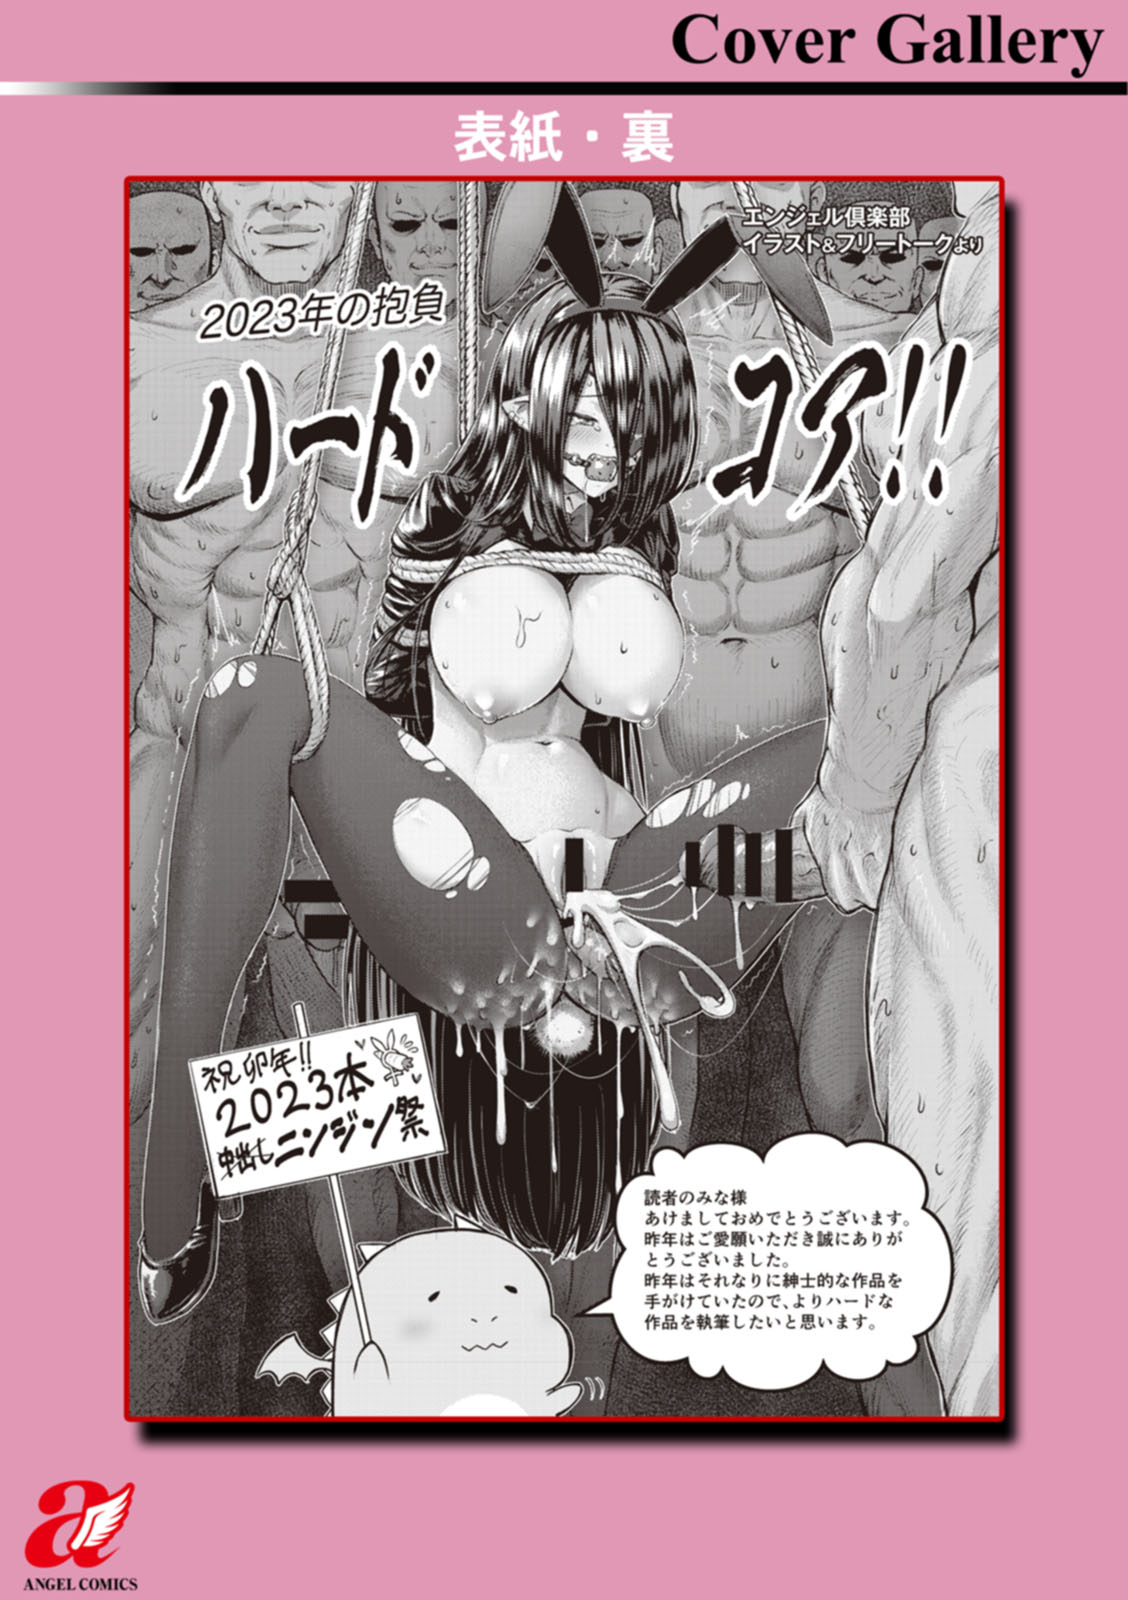 Cover Gallery
表紙・裏
エンジェル倶楽部
イラスト&フリートークより
2023年の抱負
ハードコア!!
祝卯年!!
2023本
中出しニンジン祭
読者のみな様
あけましておめでとうございます。
昨年はご愛顧いただき誠にありが
とうございました。
昨年はそれなりに紳士的な作品を
手がけていたので、よりハードな
作品を執筆したいと思います。
a
ANGEL COMICS